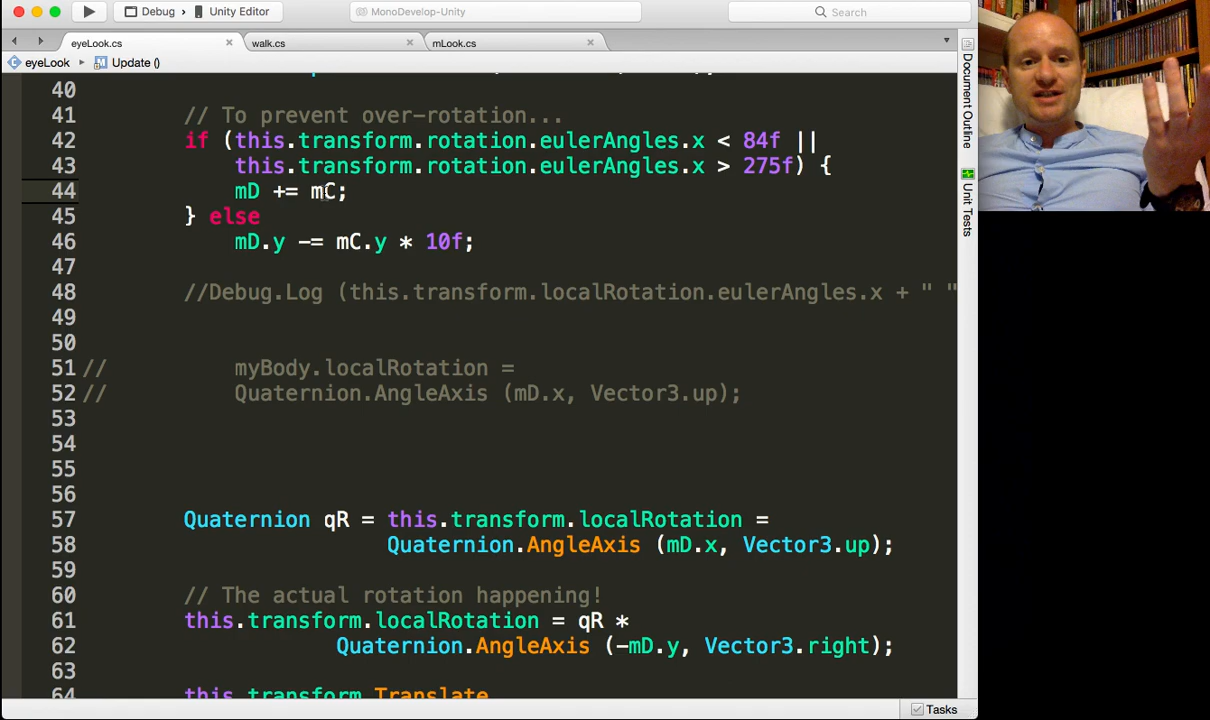 Debug
Unity Editor
MonoDevelop-Unity
Search
eyeLook.cs
walk.cs
mLook.cs
eyeLook
Update ()
40
41 // To prevent over-rotation...
42 if (this.transform.rotation.eulerAngles.x < 84f ||
43 this.transform.rotation.eulerAngles.x > 275f) {
44 mD += mC;
45 } else
46 mD.y -= mC.y * 10f;
47
48 //Debug.Log (this.transform.localRotation.eulerAngles.x + " "
49
50
51 // myBody.localRotation =
52 // Quaternion.AngleAxis (mD.x, Vector3.up);
53
54
55
56
57 Quaternion qR = this.transform.localRotation =
58 Quaternion.AngleAxis (mD.x, Vector3.up);
59
60 // The actual rotation happening!
61 this.transform.localRotation = qR *
62 Quaternion.AngleAxis (-mD.y, Vector3.right);
63
64 this.transform.Translate
Document Outline
Unit Tests
Tasks